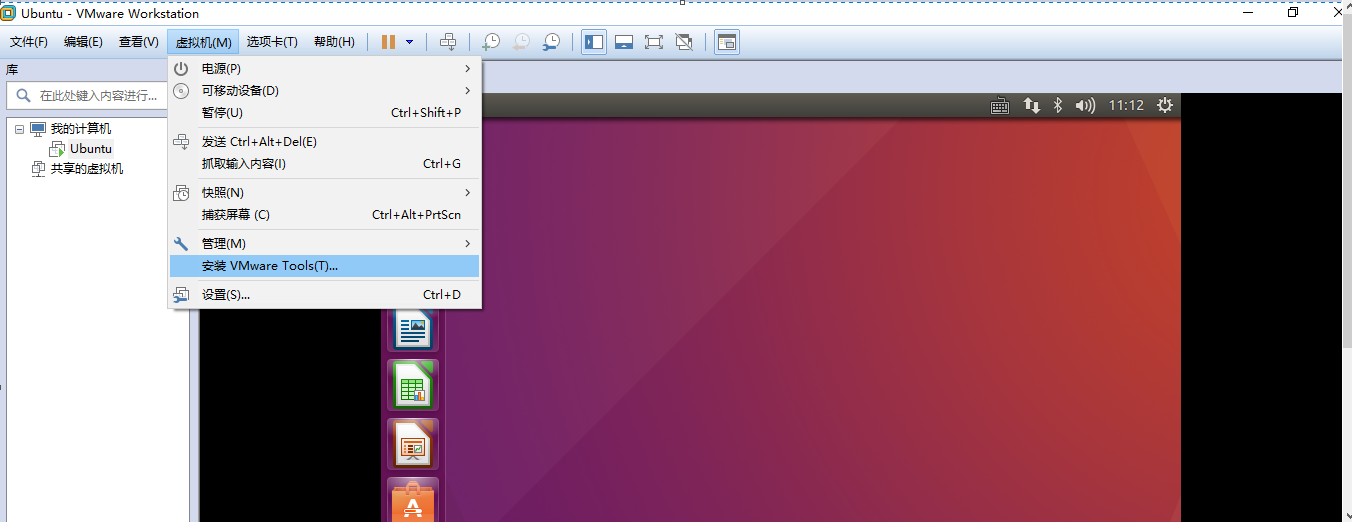 Ubuntu - VMware Workstation
文件(F) 编辑(E) 查看(V) 虚拟机(M) 选项卡(T) 帮助(H)
库
在此处键入内容进行...
我的计算机
Ubuntu
共享的虚拟机
电源(P)
可移动设备(D)
暂停(U) Ctrl+Shift+P
发送 Ctrl+Alt+Del(E)
抓取输入内容(I) Ctrl+G
快照(N)
捕获屏幕 (C) Ctrl+Alt+PrtScn
管理(M)
安装 VMware Tools(T)...
设置(S)... Ctrl+D
11:12